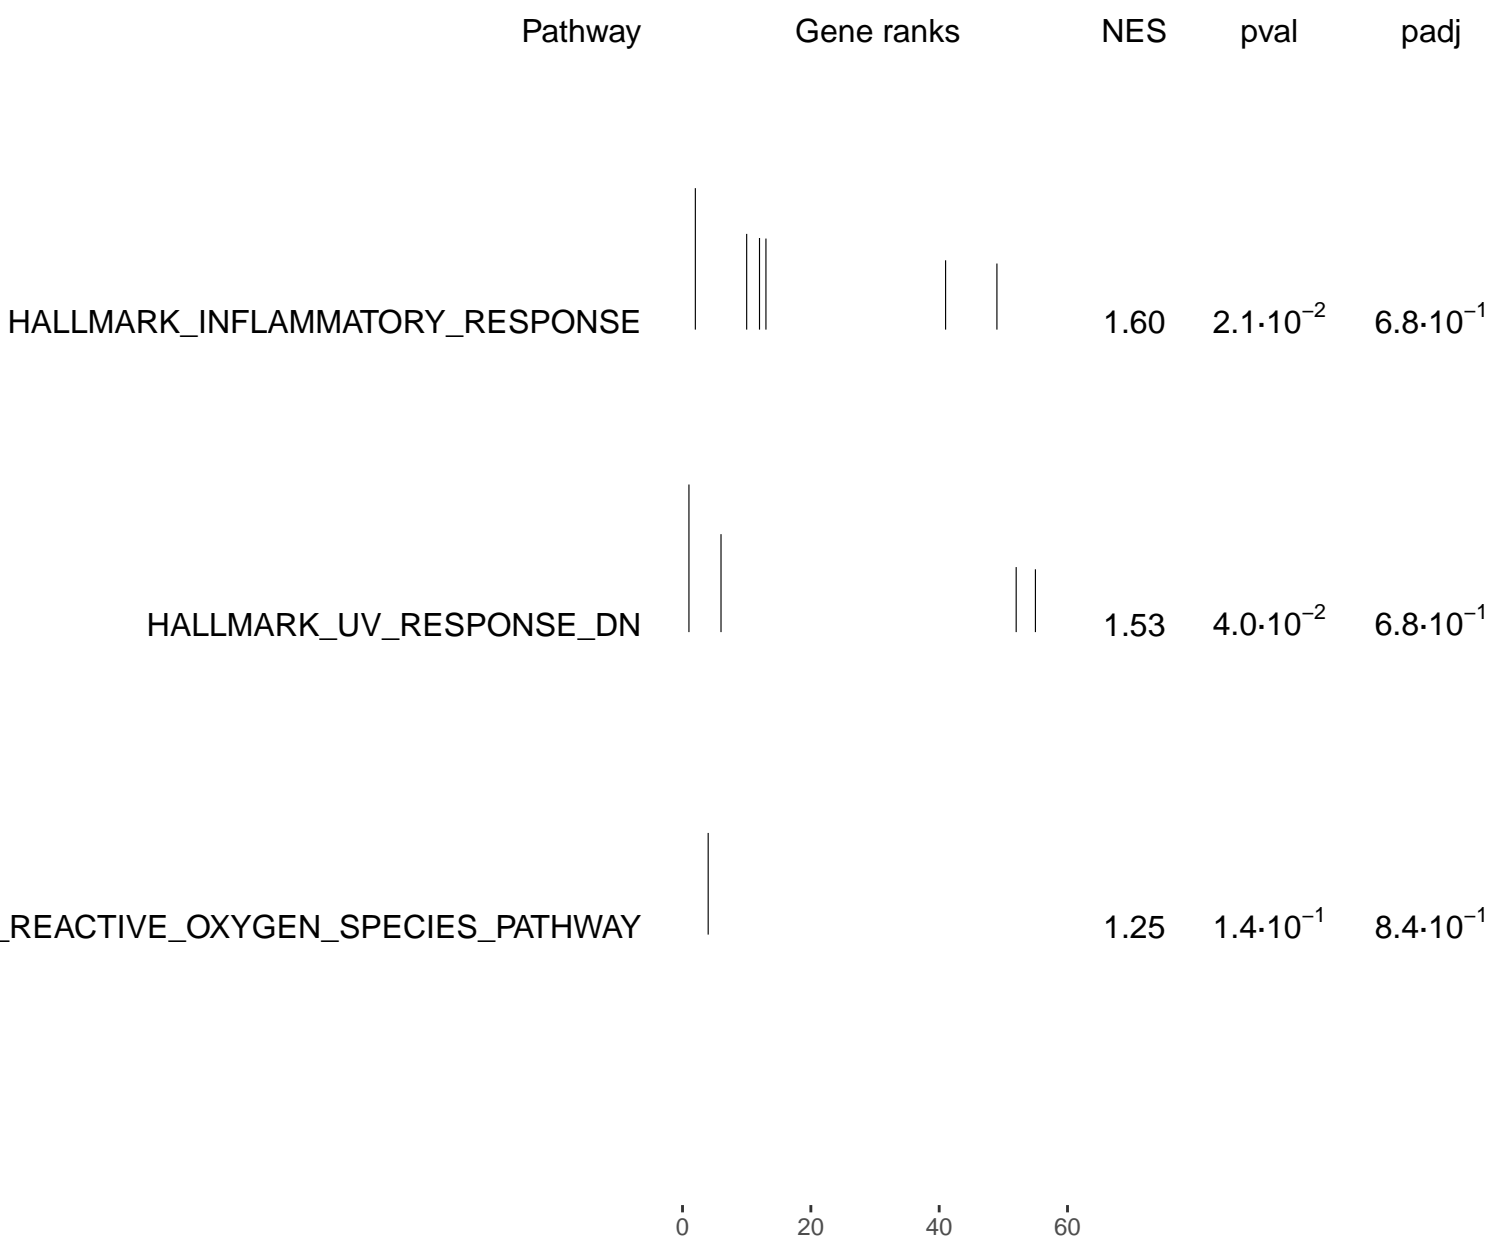 Pathway Gene ranks NES pval padj
HALLMARK_INFLAMMATORY_RESPONSE 1.60 2.1·10⁻² 6.8·10⁻¹
HALLMARK_UV_RESPONSE_DN 1.53 4.0·10⁻² 6.8·10⁻¹
_REACTIVE_OXYGEN_SPECIES_PATHWAY 1.25 1.4·10⁻¹ 8.4·10⁻¹
0 20 40 60